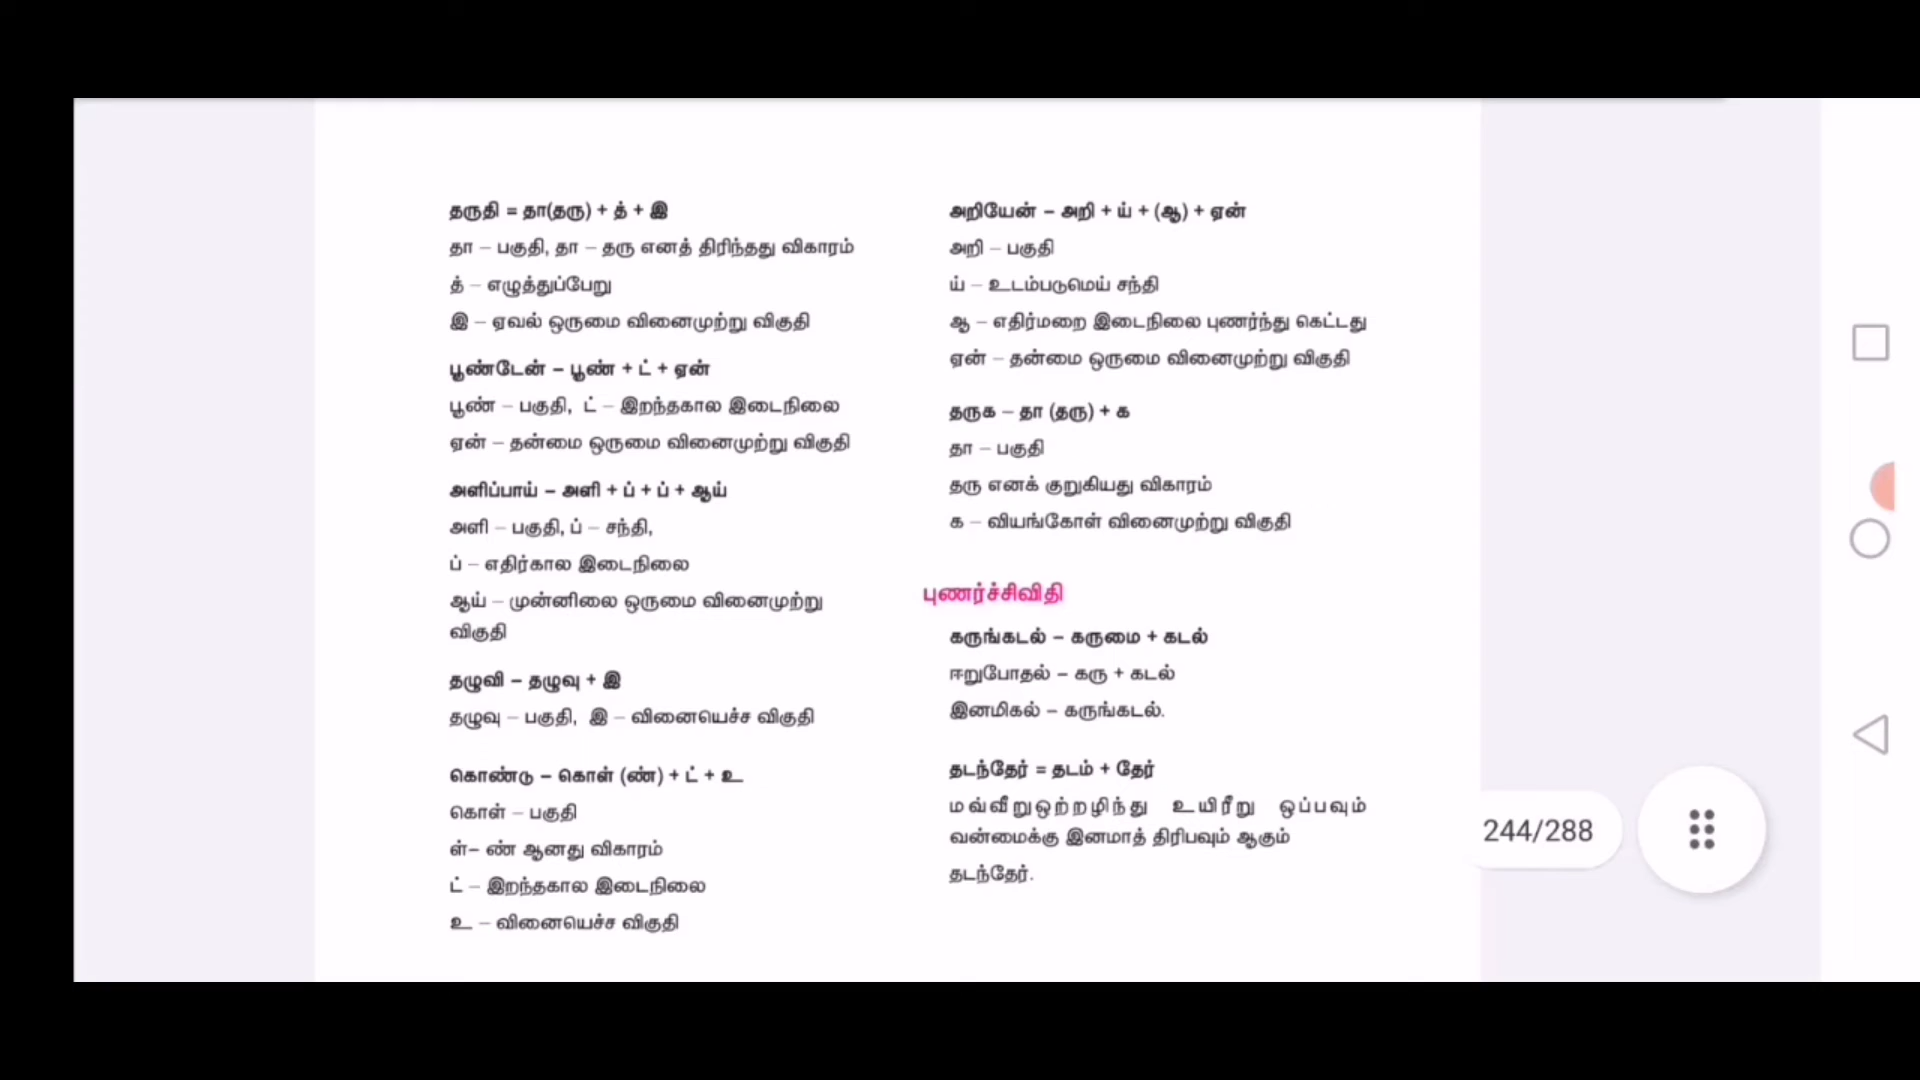 தருதி = தா(தரு) + த் + இ
தா – பகுதி, தா – தரு எனத் திரிந்தது விகாரம்
த் – எழுத்துப்பேறு
இ – ஏவல் ஒருமை வினைமுற்று விகுதி
பூண்டேன் – பூண் + ட் + ஏன்
பூண் – பகுதி, ட் – இறந்தகால இடைநிலை
ஏன் – தன்மை ஒருமை வினைமுற்று விகுதி
அளிப்பாய் – அளி + ப் + ப் + ஆய்
அளி – பகுதி, ப் – சந்தி,
ப் – எதிர்கால இடைநிலை
ஆய் – முன்னிலை ஒருமை வினைமுற்று
விகுதி
தழுவி – தழுவு + இ
தழுவு – பகுதி, இ – வினையெச்ச விகுதி
கொண்டு – கொள் (ண்) + ட் + உ
கொள் – பகுதி
ள்– ண் ஆனது விகாரம்
ட் – இறந்தகால இடைநிலை
உ – வினையெச்ச விகுதி
அறியேன் – அறி + ய் + (ஆ) + ஏன்
அறி – பகுதி
ய் – உடம்படுமெய் சந்தி
ஆ – எதிர்மறை இடைநிலை புணர்ந்து கெட்டது
ஏன் – தன்மை ஒருமை வினைமுற்று விகுதி
தருக – தா (தரு) + க
தா – பகுதி
தரு எனக் குறுகியது விகாரம்
க – வியங்கோள் வினைமுற்று விகுதி
புணர்ச்சிவிதி
கருங்கடல் – கருமை + கடல்
ஈறுபோதல் – கரு + கடல்
இனமிகல் – கருங்கடல்.
தடந்தேர் = தடம் + தேர்
மவ்வீறுஒற்றழிந்து உயிரீறு ஒப்பவும்
வன்மைக்கு இனமாத் திரிபவும் ஆகும்
தடந்தேர்.
244/288